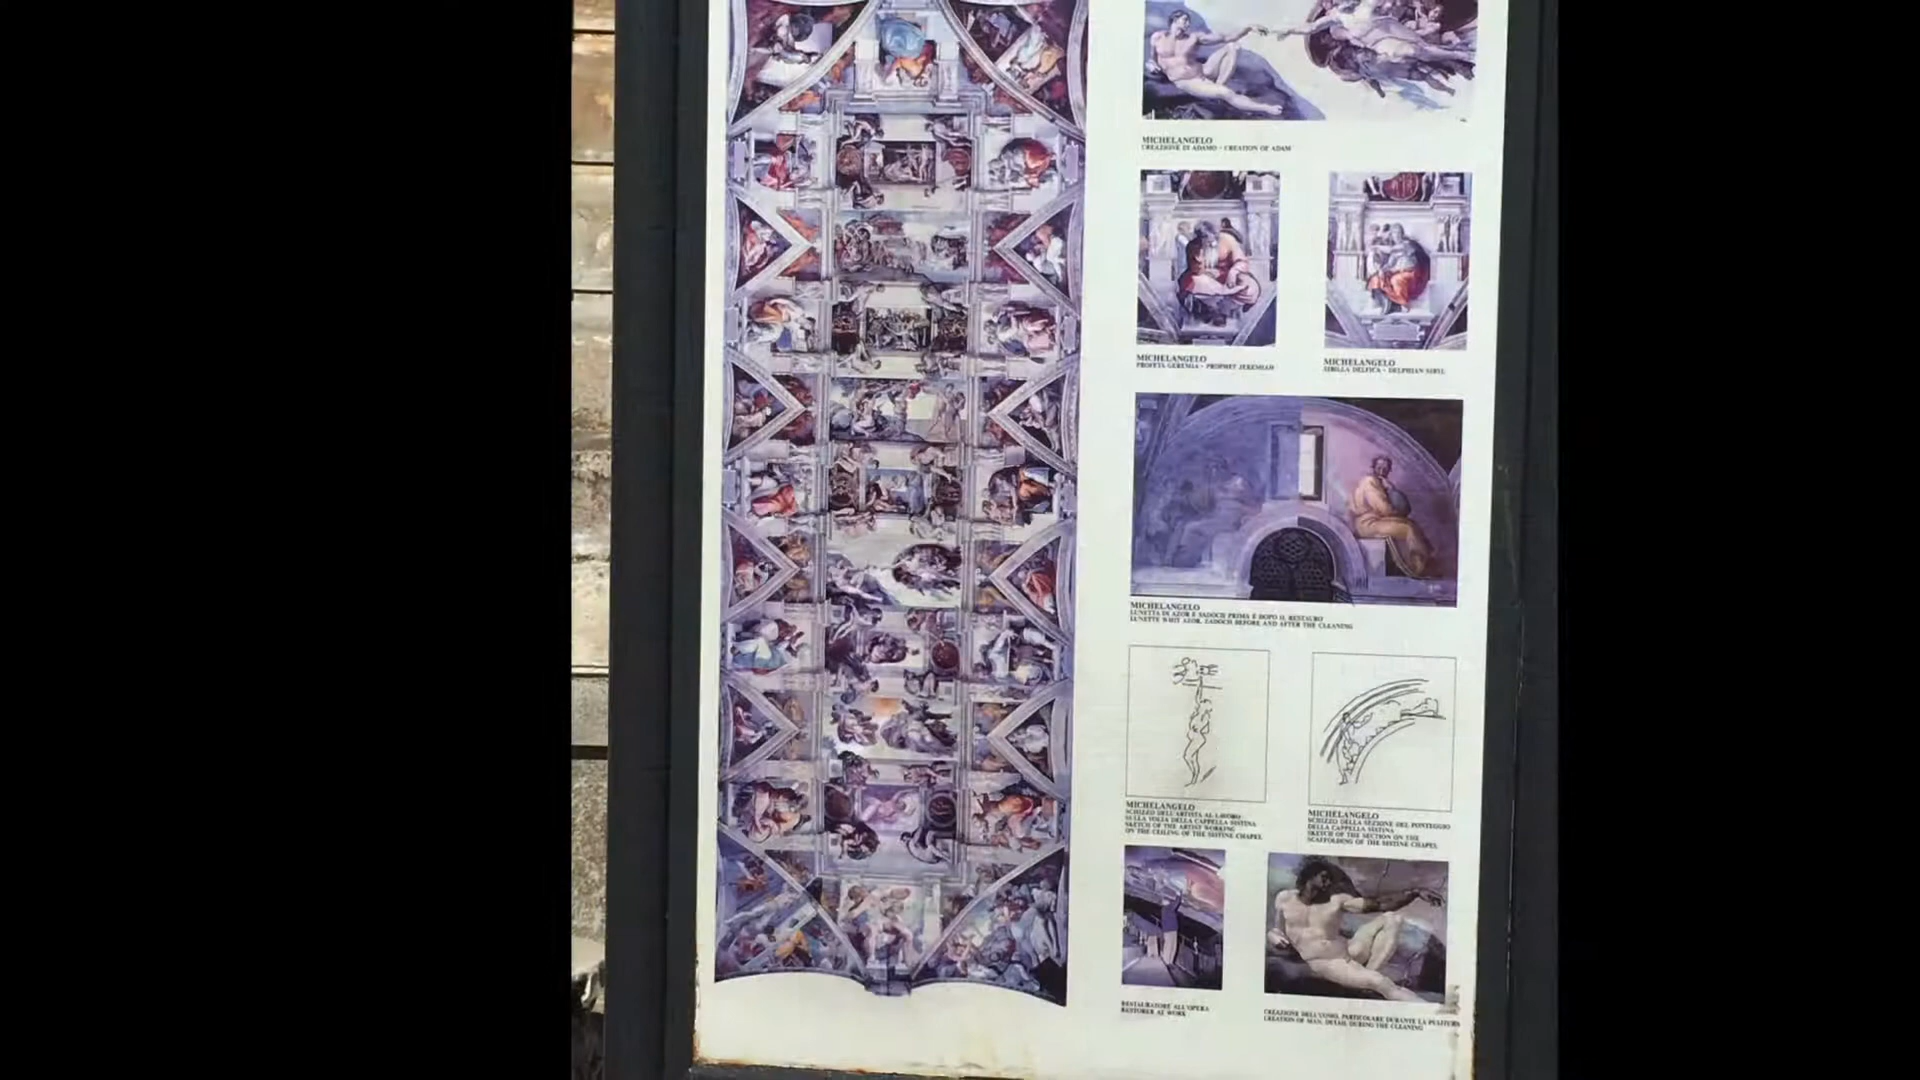 MICHELANGELO
CREAZIONE DI ADAMO - CREATION OF ADAM
MICHELANGELO
PROFETA GEREMIA - PROPHET JEREMIAH
MICHELANGELO
SIBILLA DELFICA - DELPHIAN SIBYL
MICHELANGELO
LUNETTA DI AZOR E SADOCH PRIMA E DOPO IL RESTAURO
LUNETTE WHIT AZOR, ZADOCH BEFORE AND AFTER THE CLEANING
MICHELANGELO
SCHIZZO DELL'ARTISTA AL LAVORO
SULLA VOLTA DELLA CAPPELLA SISTINA
SKETCH OF THE ARTIST WORKING
ON THE CEILING OF THE SISTINE CHAPEL
MICHELANGELO
SCHIZZO DELLA SEZIONE DEL PONTEGGIO
DELLA CAPPELLA SISTINA
SKETCH OF THE SECTION ON THE
SCAFFOLDING OF THE SISTINE CHAPEL
RESTAURATORE ALL'OPERA
RESTORER AT WORK
CREAZIONE DELL'UOMO, PARTICOLARE DURANTE LA PULITURA
CREATION OF MAN, DETAIL DURING THE CLEANING